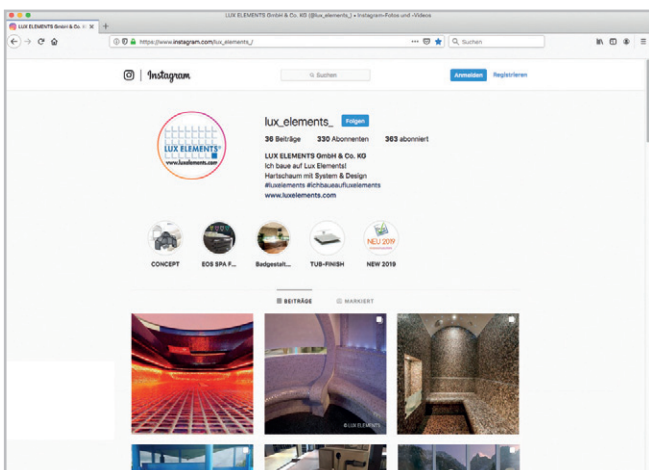 LUX ELEMENTS GmbH & Co. KG (@lux_elements_) • Instagram-Fotos und -Videos
LUX ELEMENTS GmbH & Co.
https://www.instagram.com/lux_elements_/
Suchen
Instagram
Suchen
Anmelden Registrieren
lux_elements_ Folgen
36 Beiträge 330 Abonnenten 363 abonniert
LUX ELEMENTS GmbH & Co. KG
Ich baue auf Lux Elements!
Hartschaum mit System & Design
#luxelements #ichbaueaufluxelements
www.luxelements.com
LUX ELEMENTS®
www.luxelements.com
NEU 2019
CONCEPT EOS SPA F... Badgestalt... TUB-FINISH NEW 2019
BEITRÄGE MARKIERT
©LUX ELEMENTS